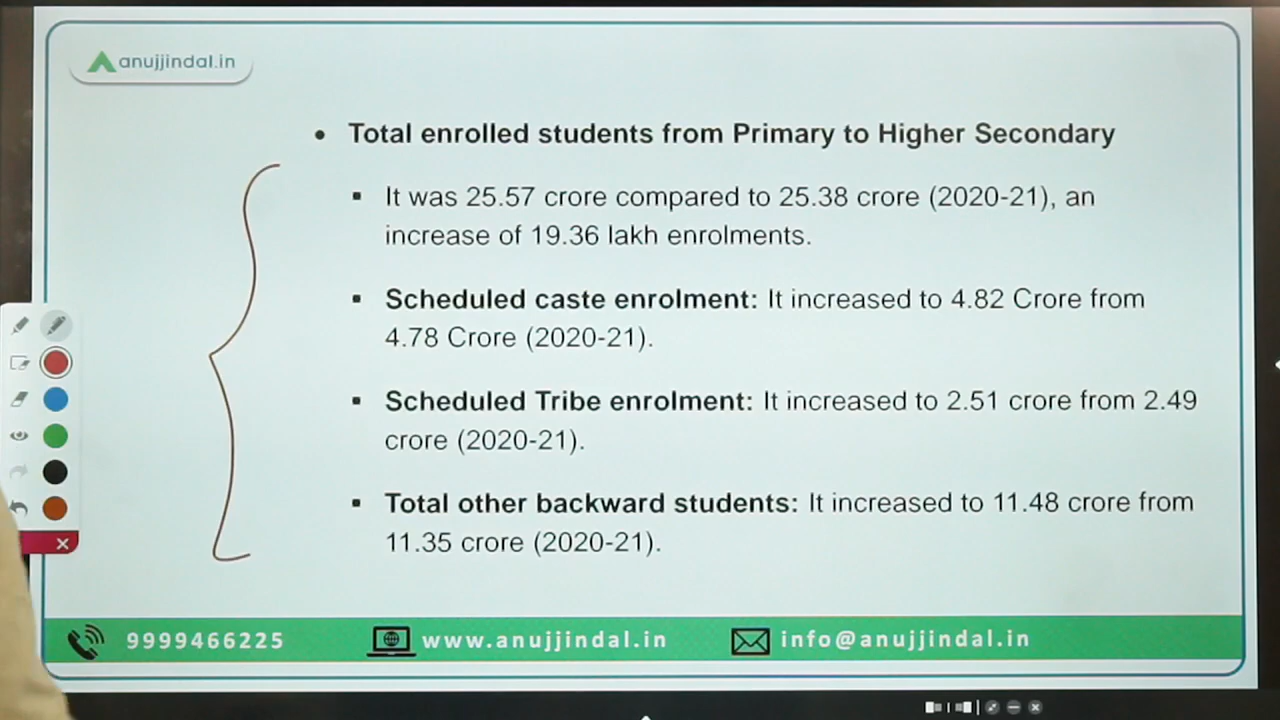 anujjindal.in
• Total enrolled students from Primary to Higher Secondary
▪ It was 25.57 crore compared to 25.38 crore (2020-21), an
increase of 19.36 lakh enrolments.
▪ Scheduled caste enrolment: It increased to 4.82 Crore from
4.78 Crore (2020-21).
▪ Scheduled Tribe enrolment: It increased to 2.51 crore from 2.49
crore (2020-21).
▪ Total other backward students: It increased to 11.48 crore from
11.35 crore (2020-21).
9999466225 www.anujjindal.in info@anujjindal.in